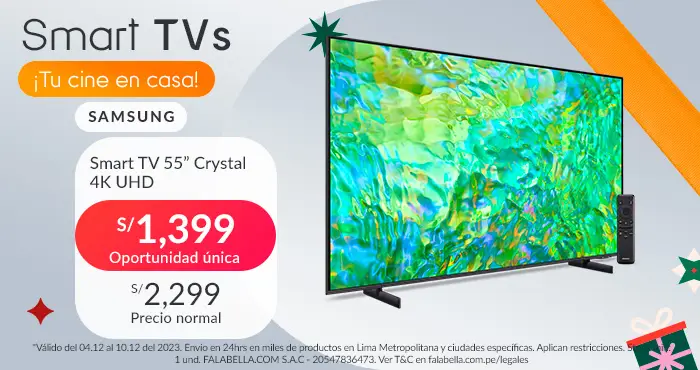 Smart TVs
¡Tu cine en casa!
SAMSUNG
Smart TV 55” Crystal
4K UHD
S/1,399
Oportunidad única
S/2,299
Precio normal
*Válido del 04.12 al 10.12 del 2023. Envío en 24hrs en miles de productos en Lima Metropolitana y ciudades específicas. Aplican restricciones.
1 und. FALABELLA.COM S.A.C - 20547836473. Ver T&C en falabella.com.pe/legales